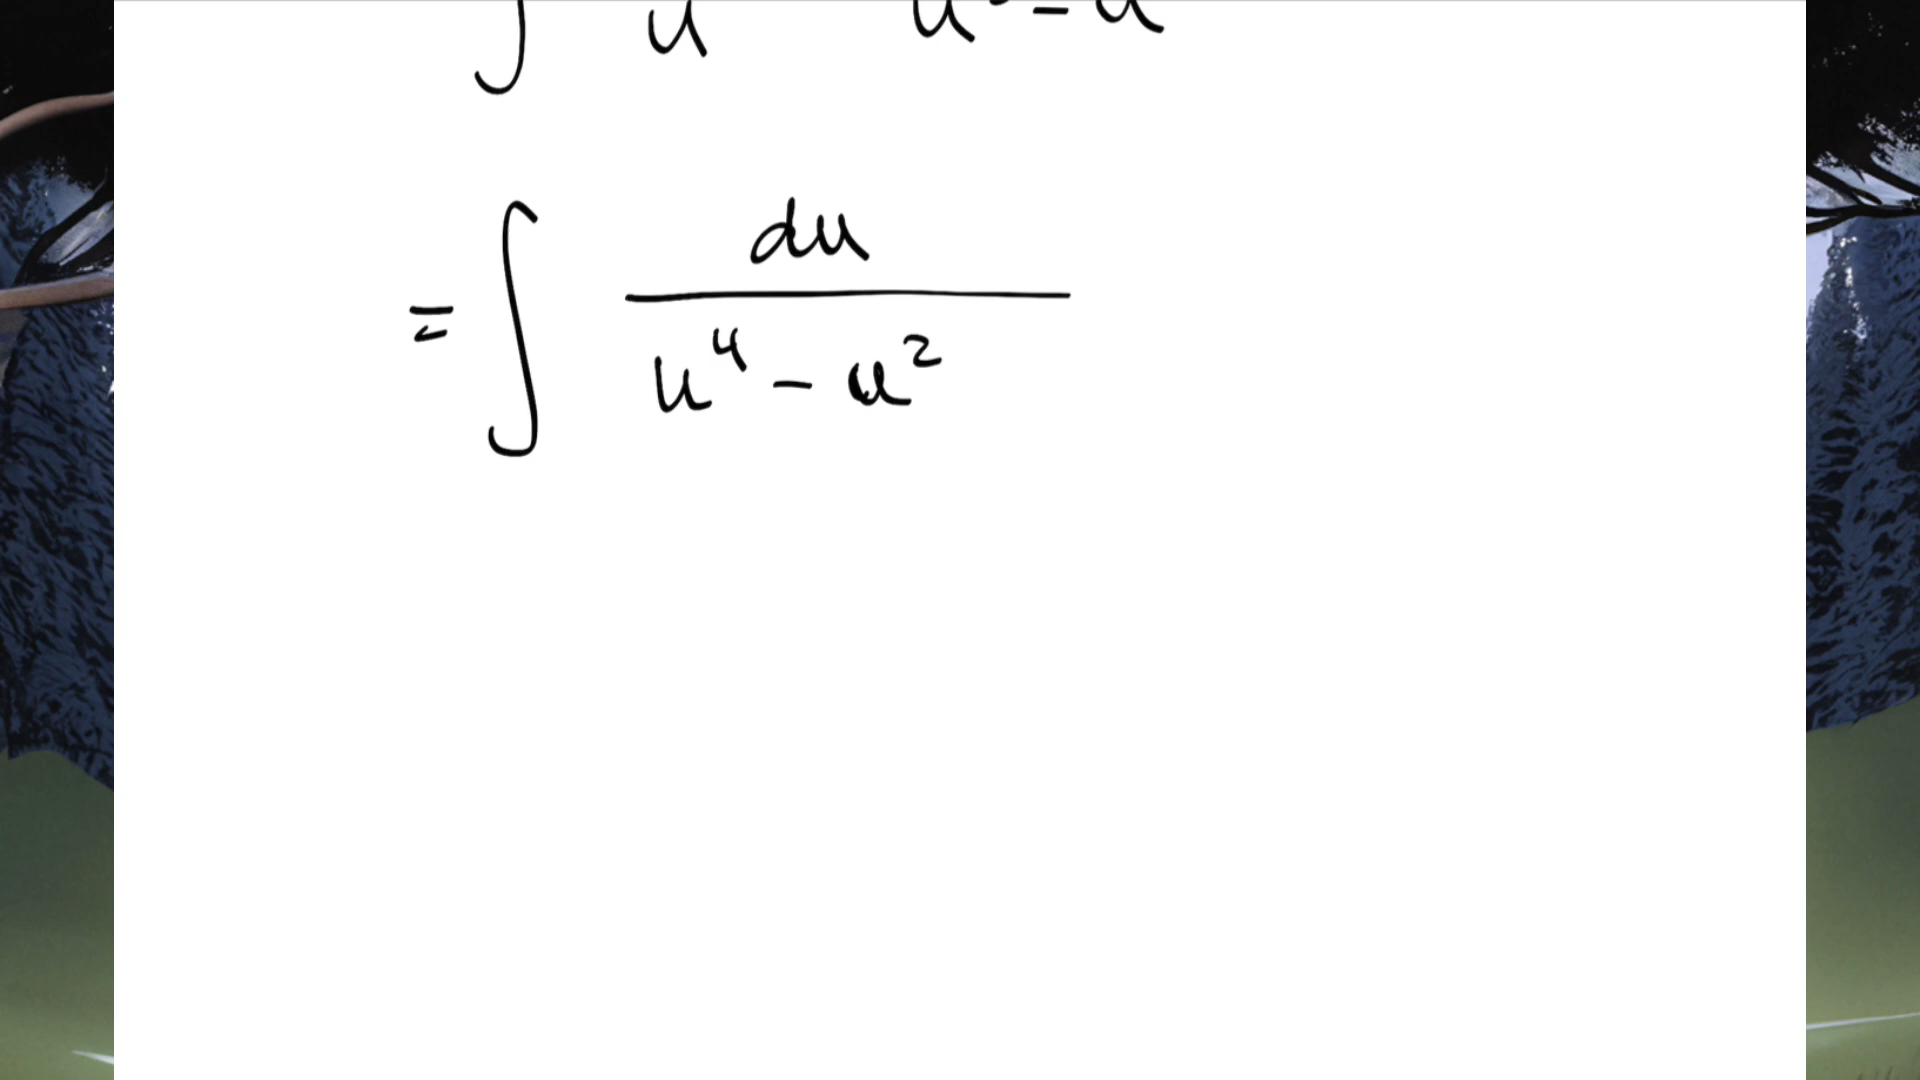 ∫ u u - u
= ∫ du / (u⁴ - u²)